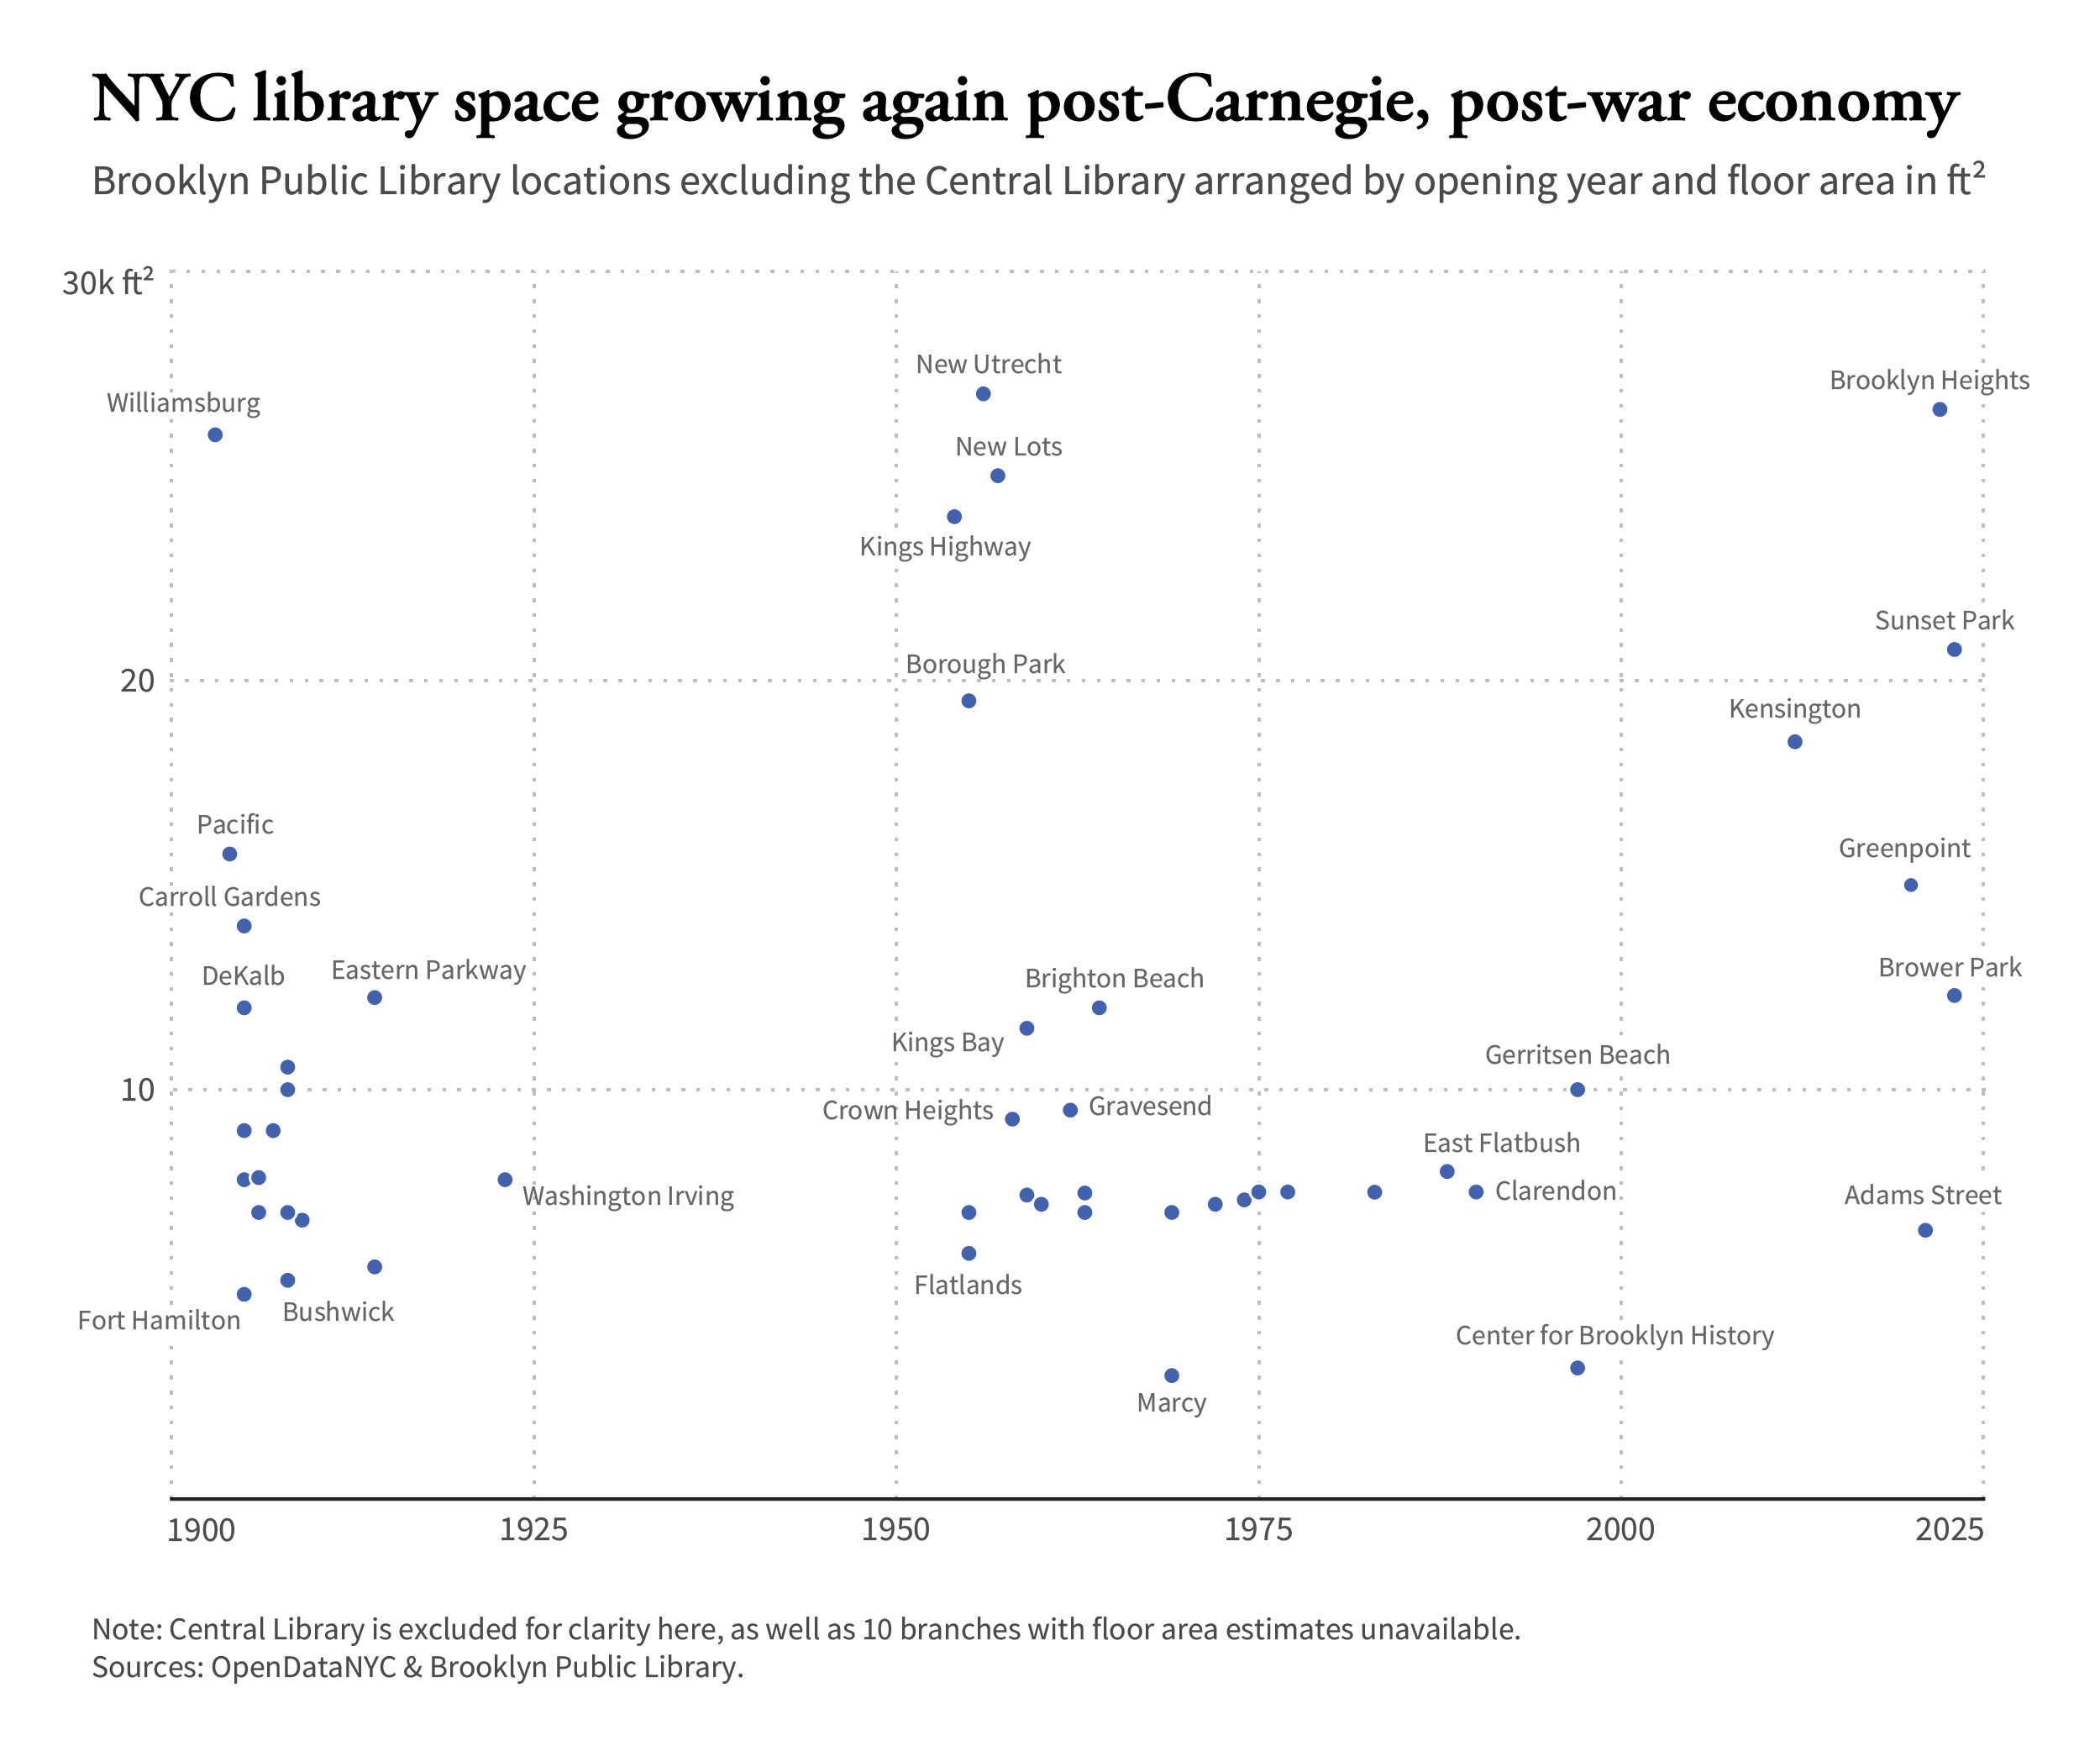 NYC library space growing again post-Carnegie, post-war economy
Brooklyn Public Library locations excluding the Central Library arranged by opening year and floor area in ft²
30k ft²
New Utrecht
Brooklyn Heights
Williamsburg
New Lots
Kings Highway
Sunset Park
Borough Park
20
Kensington
Pacific
Greenpoint
Carroll Gardens
Brower Park
Eastern Parkway
DeKalb
Brighton Beach
Kings Bay
Gerritsen Beach
10
Gravesend
Crown Heights
East Flatbush
Clarendon
Adams Street
Washington Irving
Flatlands
Bushwick
Fort Hamilton
Center for Brooklyn History
Marcy
1900
1925
1950
1975
2000
2025
Note: Central Library is excluded for clarity here, as well as 10 branches with floor area estimates unavailable.
Sources: OpenDataNYC & Brooklyn Public Library.